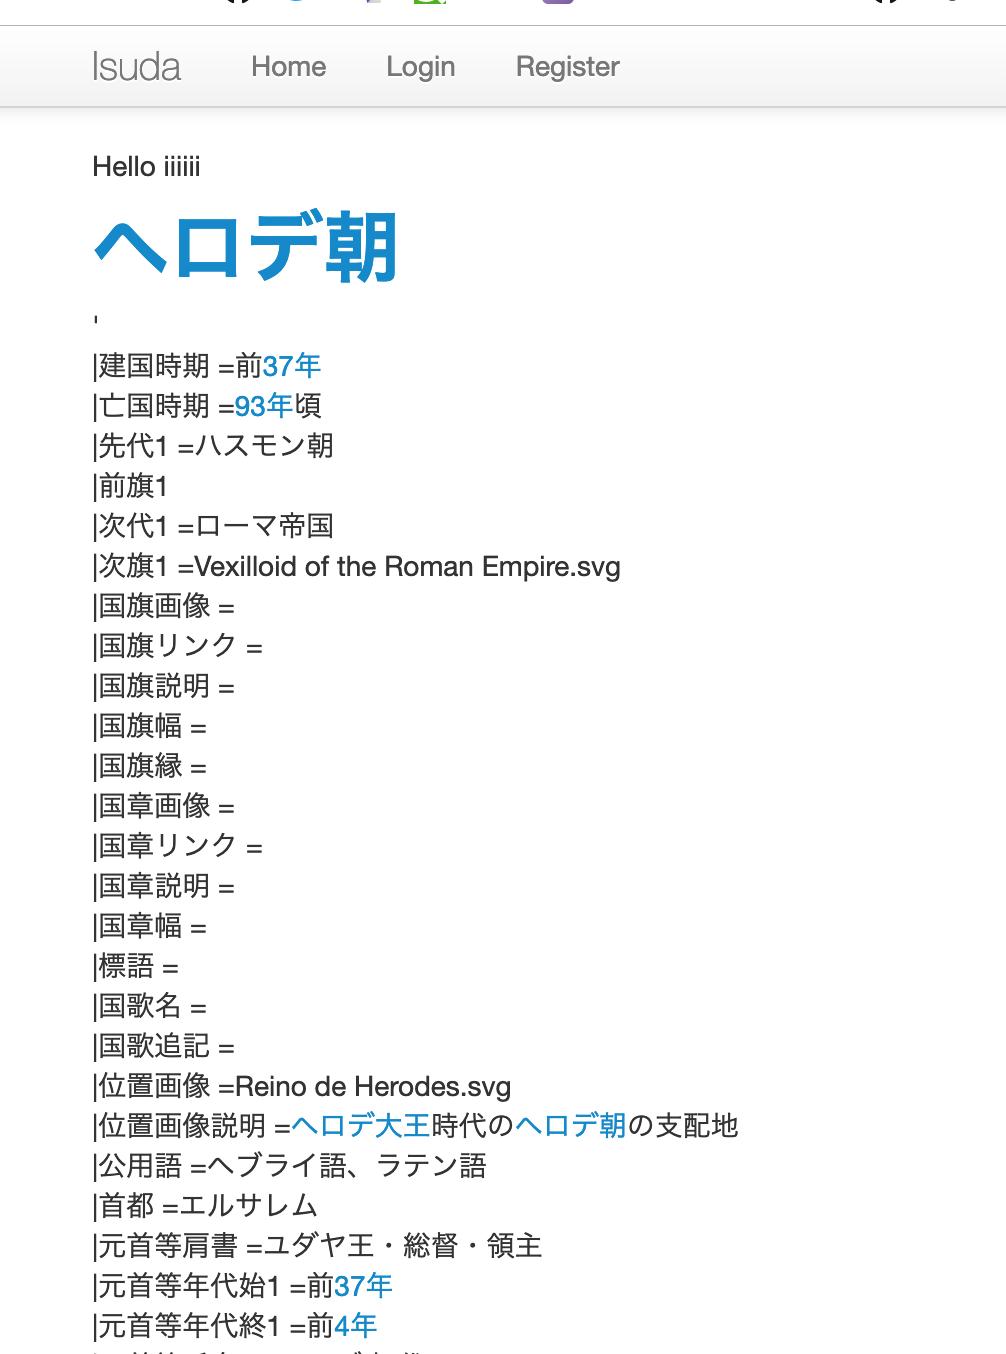 Isuda Home Login Register
Hello iiiiii
ヘロデ朝
'
|建国時期 =前37年
|亡国時期 =93年頃
|先代1 =ハスモン朝
|前旗1
|次代1 =ローマ帝国
|次旗1 =Vexilloid of the Roman Empire.svg
|国旗画像 =
|国旗リンク =
|国旗説明 =
|国旗幅 =
|国旗縁 =
|国章画像 =
|国章リンク =
|国章説明 =
|国章幅 =
|標語 =
|国歌名 =
|国歌追記 =
|位置画像 =Reino de Herodes.svg
|位置画像説明 =ヘロデ大王時代のヘロデ朝の支配地
|公用語 =ヘブライ語、ラテン語
|首都 =エルサレム
|元首等肩書 =ユダヤ王・総督・領主
|元首等年代始1 =前37年
|元首等年代終1 =前4年